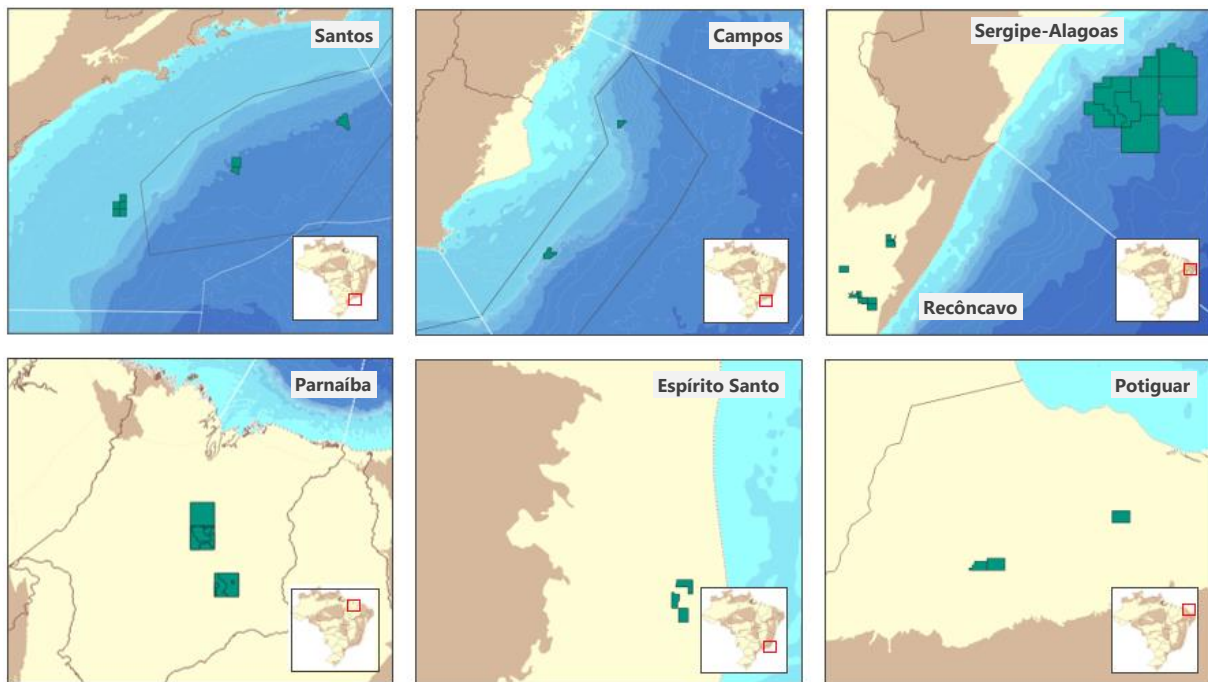 Santos
Campos
Sergipe-Alagoas
Recôncavo
Parnaíba
Espírito Santo
Potiguar